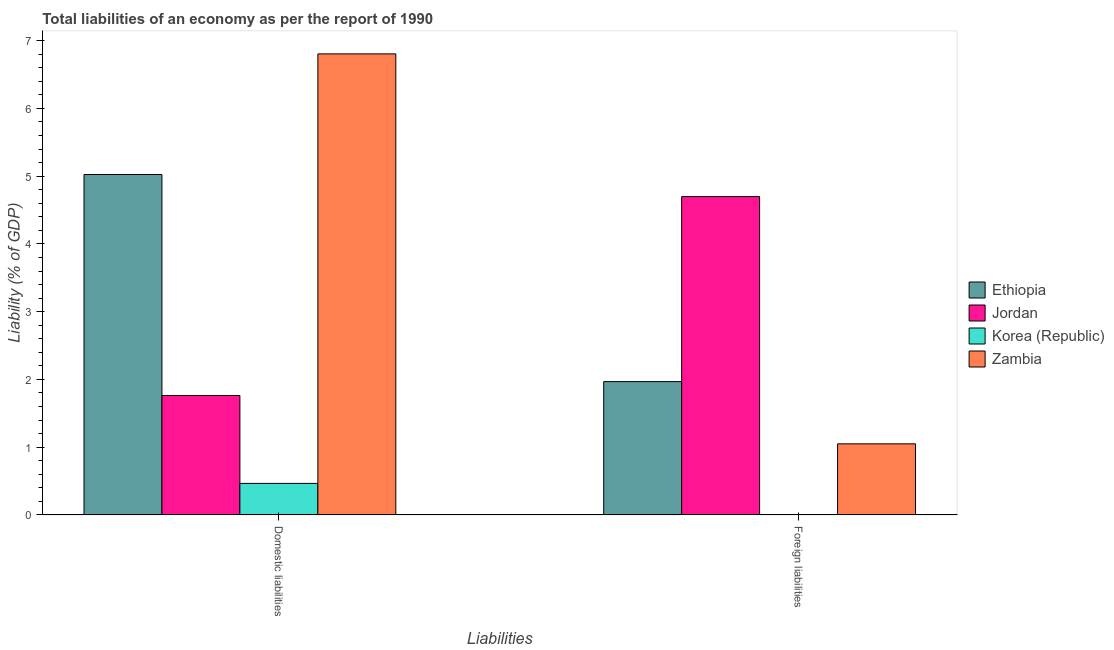 Total liabilities of an economy as per the report of 1990
Liability (% of GDP)
7
6
5
4
3
2
1
0
Domestic liabilities
Foreign liabilities
Liabilities
Ethiopia
Jordan
Korea (Republic)
Zambia